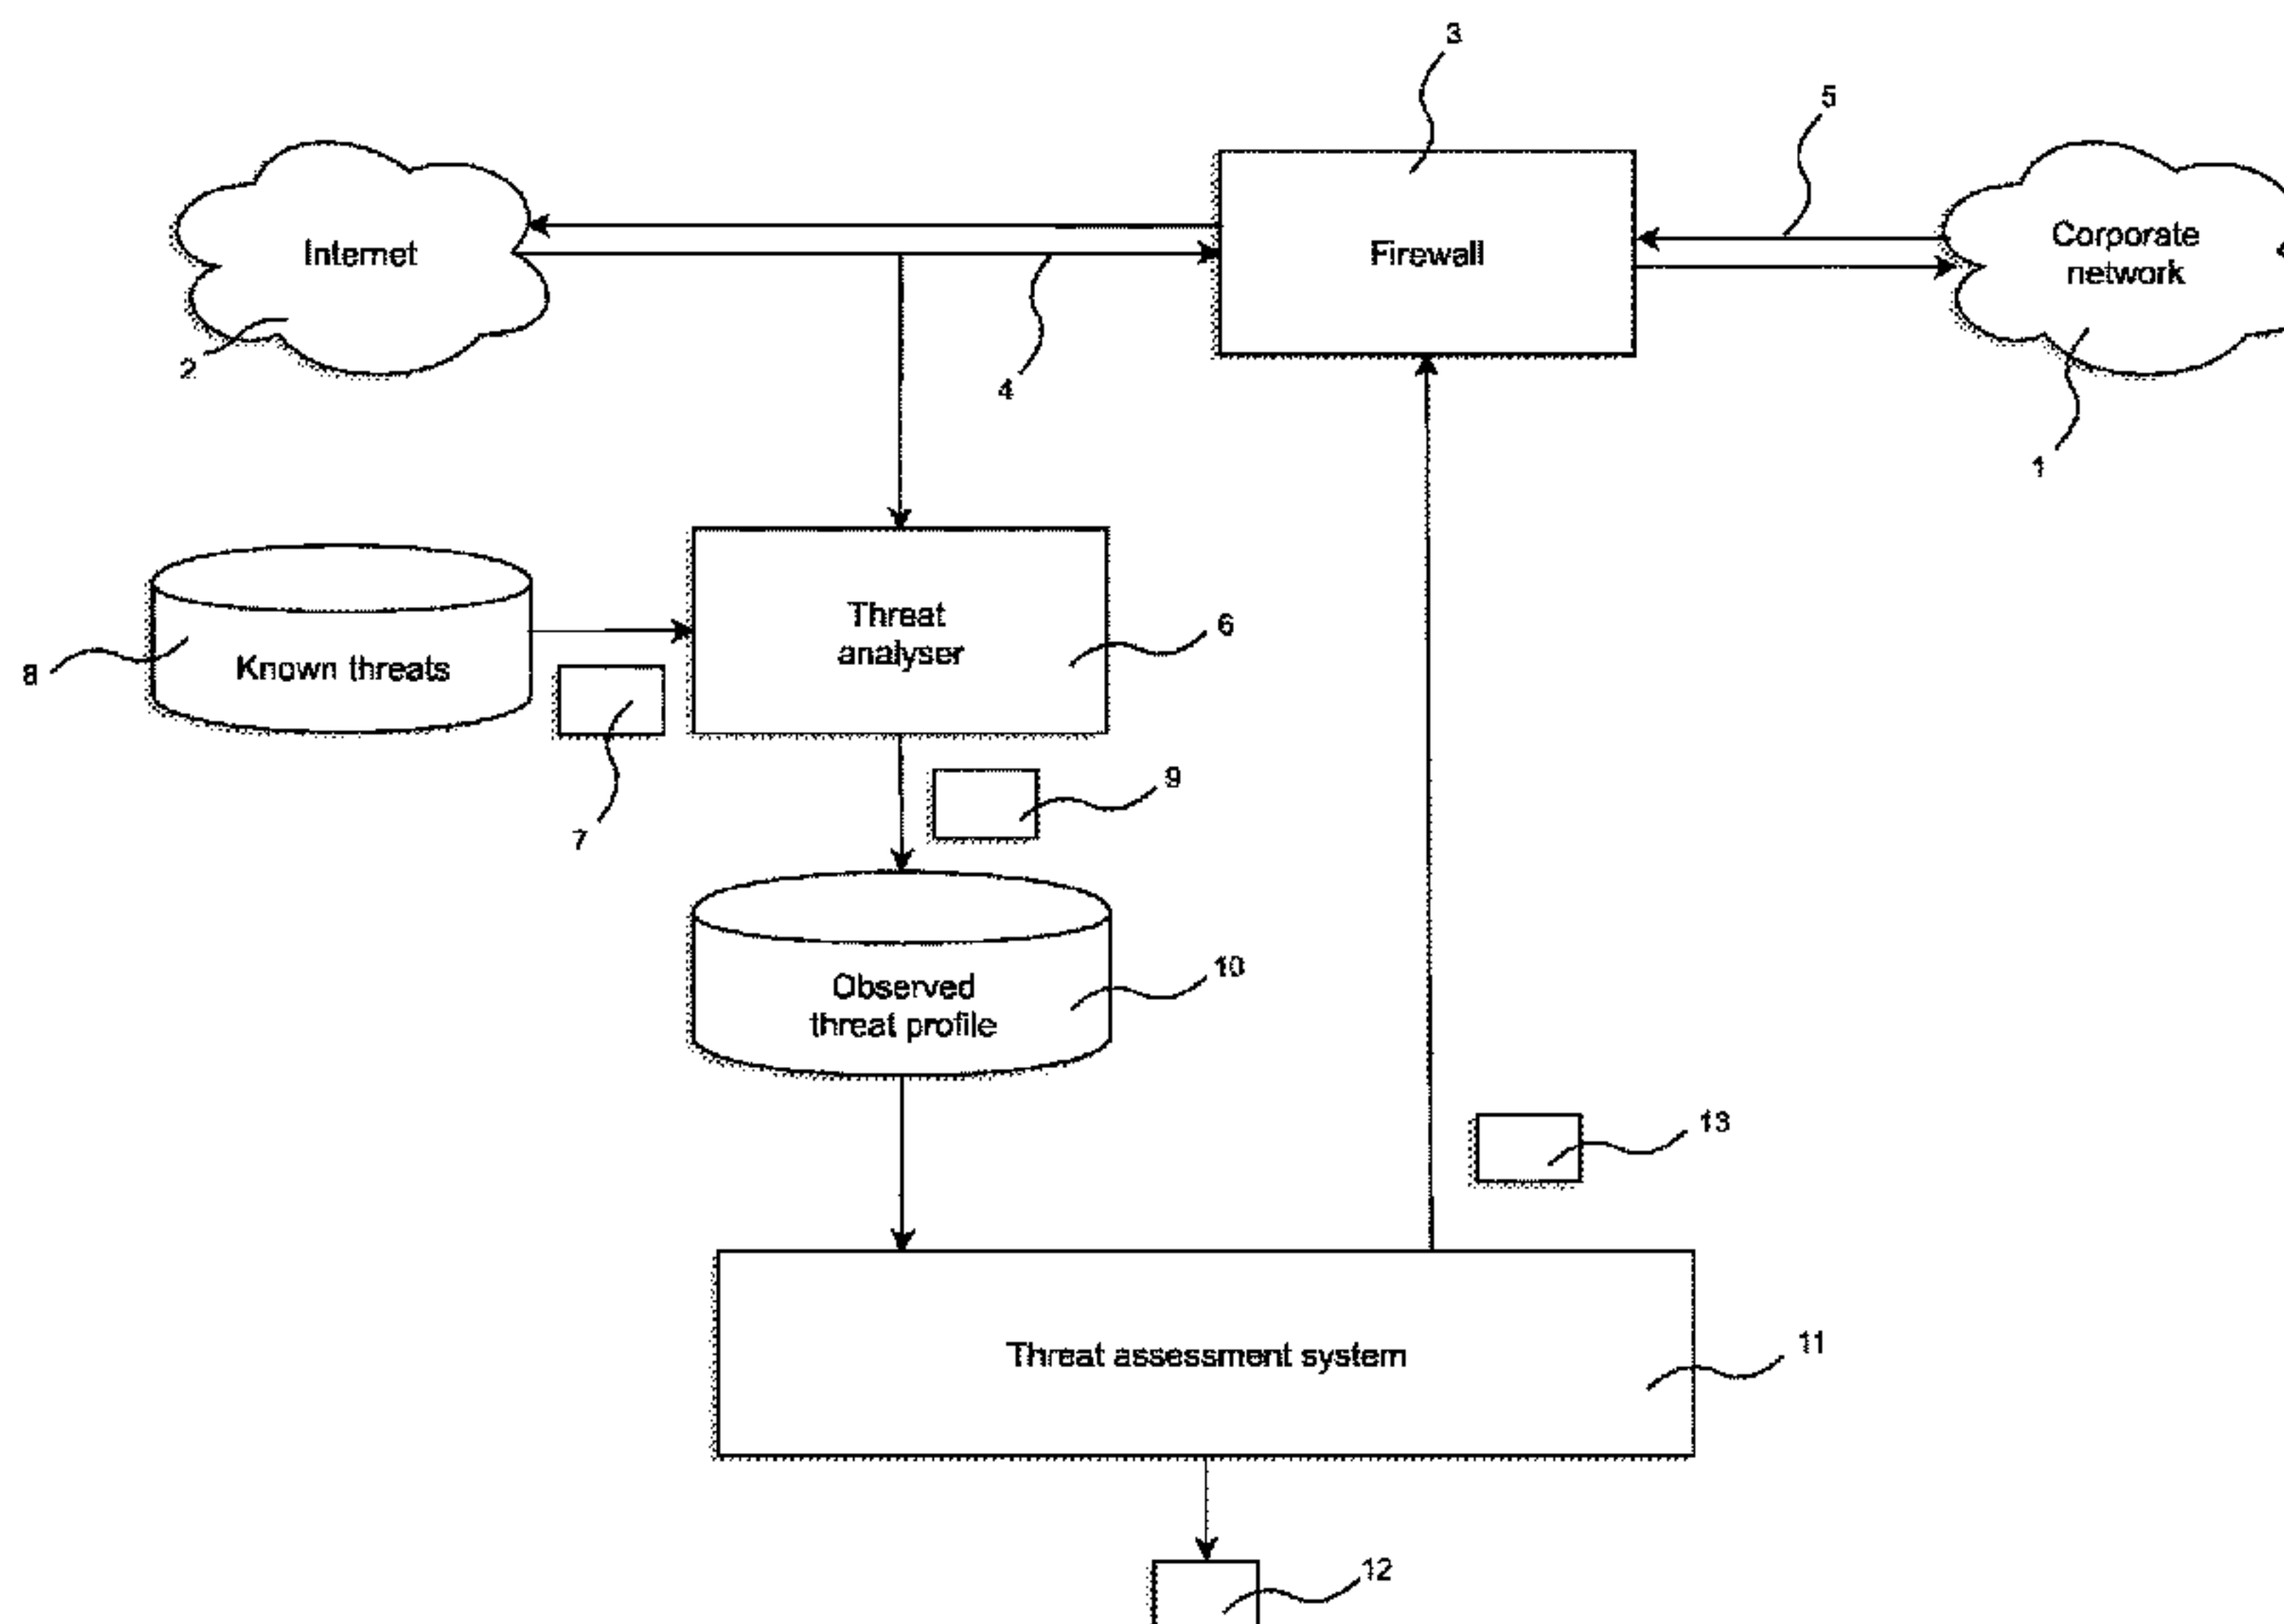 3
5
Internet
Firewall
Corporate
network
2
4
1
Threat
analyser
6
8
Known threats
7
9
Observed
threat profile
10
13
Threat assessment system
11
12